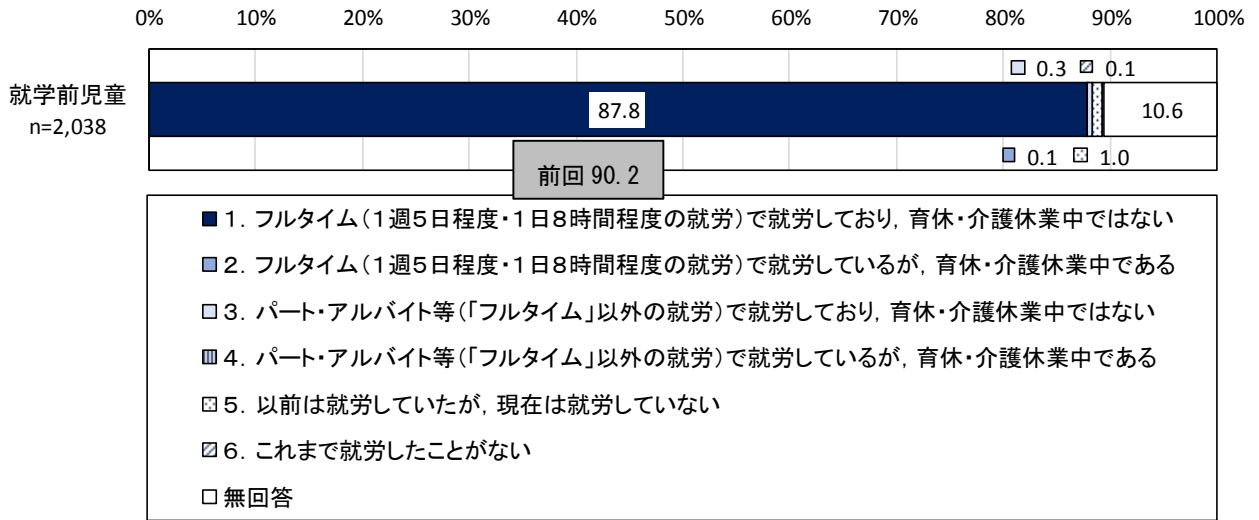 0% 10% 20% 30% 40% 50% 60% 70% 80% 90% 100%
0.3 0.1
就学前児童
n=2,038
87.8 10.6
0.1 1.0
前回 90.2
1. フルタイム(1週5日程度・1日8時間程度の就労)で就労しており, 育休・介護休業中ではない
2. フルタイム(1週5日程度・1日8時間程度の就労)で就労しているが, 育休・介護休業中である
3. パート・アルバイト等(「フルタイム」以外の就労)で就労しており, 育休・介護休業中ではない
4. パート・アルバイト等(「フルタイム」以外の就労)で就労しているが, 育休・介護休業中である
5. 以前は就労していたが, 現在は就労していない
6. これまで就労したことがない
無回答